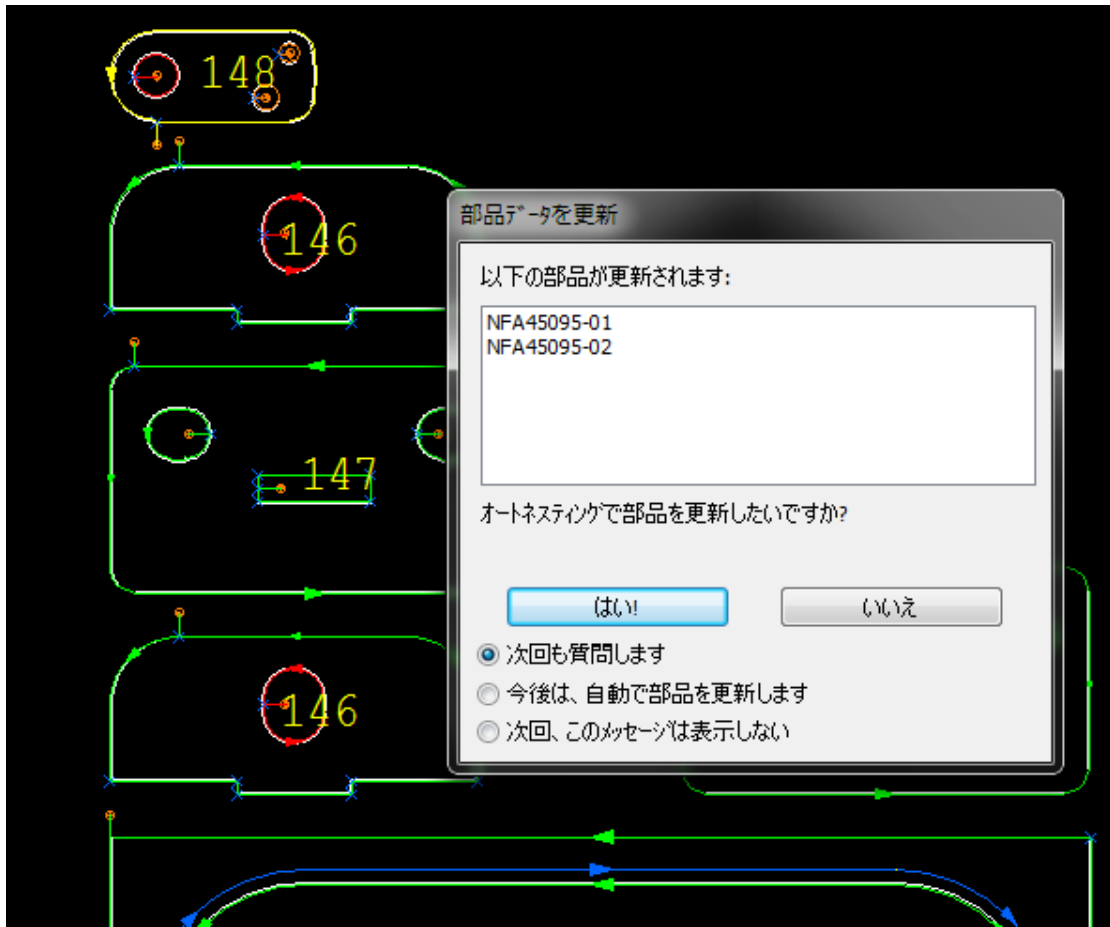 148
146
部品ﾃﾞｰﾀを更新
以下の部品が更新されます:
NFA45095-01
NFA45095-02
147
オートネスティングで部品を更新したいですか?
はい!
いいえ
次回も質問します
今後は、自動で部品を更新します
146
次回、このメッセージは表示しない